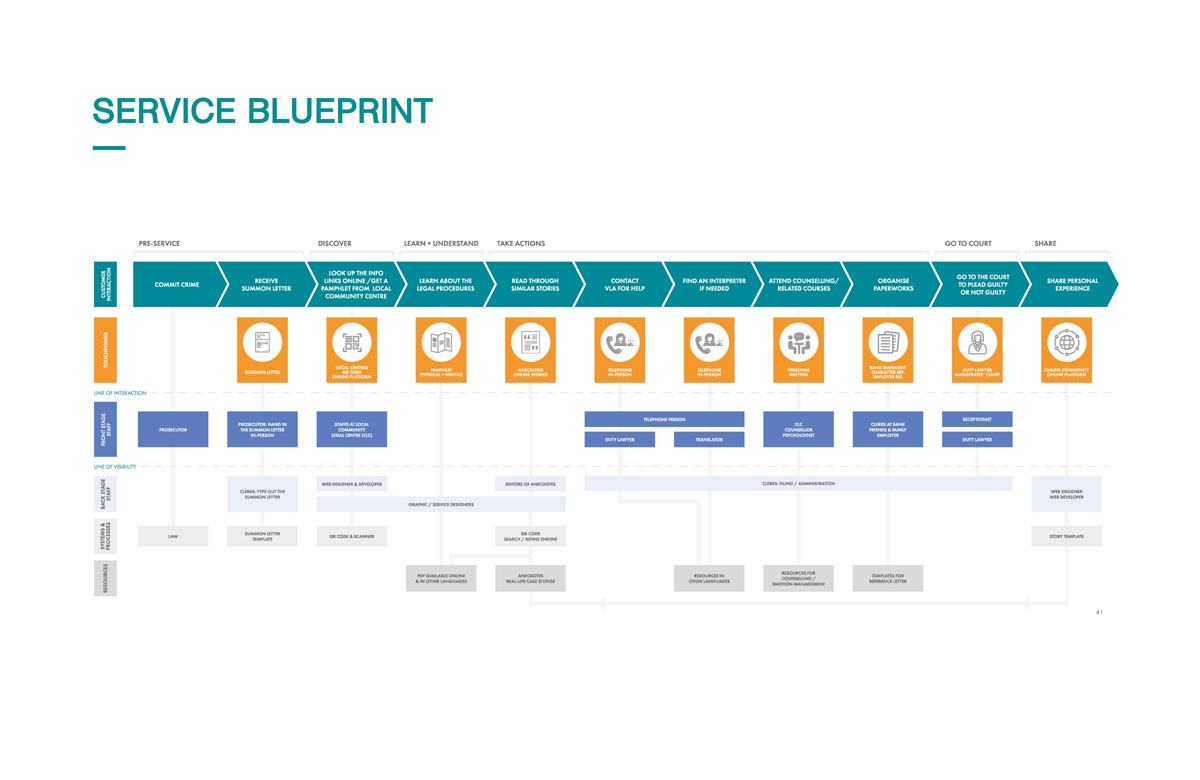 SERVICE BLUEPRINT
PRE-SERVICE
DISCOVER
LEARN + UNDERSTAND
TAKE ACTIONS
GO TO COURT
SHARE
CUSTOMER
INTERACTION
COMMIT CRIME
RECEIVE
SUMMON LETTER
LOOK UP THE INFO
LINKS ONLINE /GET A
PAMPHLET FROM LOCAL
COMMUNITY CENTRE
LEARN ABOUT THE
LEGAL PROCEDURES
READ THROUGH
SIMILAR STORIES
CONTACT
VLA FOR HELP
FIND AN INTERPRETER
IF NEEDED
ATTEND COUNSELLING/
RELATED COURSES
ORGANISE
PAPERWORKS
GO TO THE COURT
TO PLEAD GUILTY
OR NOT GUILTY
SHARE PERSONAL
EXPERIENCE
TOUCHPOINTS
SUMMON LETTER
LOCAL CENTRES
QR CODE
ONLINE PLATFORM
PAMPHLET
(PHYSICAL + DIGITAL)
ANECDOTES
ONLINE STORIES
TELEPHONE
IN-PERSON
TELEPHONE
IN-PERSON
PERSONAL
MEETING
BANK STATEMENT
CHARACTER REF.
EMPLOYER REF.
DUTY LAWYER
MAGISTRATES' COURT
ONLINE COMMUNITY
ONLINE PLATFORM
LINE OF INTERACTION
FRONT STAGE
STAFF
PROSECUTOR
PROSECUTOR: HAND IN
THE SUMMON LETTER
IN-PERSON
STAFFS AT LOCAL
COMMUNITY
LEGAL CENTRE (CLC)
TELEPHONE PERSON
DUTY LAWYER
TRANSLATOR
CLC
COUNSELLOR
PSYCHOLOGIST
CLERKS AT BANK
FRIENDS & FAMILY
EMPLOYER
RECEPTIONIST
DUTY LAWYER
LINE OF VISIBILITY
BACK STAGE
STAFF
CLERKS: TYPE OUT THE
SUMMON LETTER
WEB DESIGNER & DEVELOPER
GRAPHIC / SERVICE DESIGNERS
EDITORS OF ANECDOTES
CLERKS: FILING / ADMINISTRATION
WEB DESIGNER
WEB DEVELOPER
SYSTEMS &
PROCESSES
LAW
SUMMON LETTER
TEMPLATE
QR CODE & SCANNER
QR CODE
SEARCH / REFINE ENGINE
STORY TEMPLATE
RESOURCES
PDF AVAILABLE ONLINE
& IN OTHER LANGUAGES
ANECDOTES
REAL-LIFE CASE STUDIES
RESOURCES IN
OTHER LANGUAGES
RESOURCES FOR
COUNSELLING /
EMOTION MANAGEMENT
TEMPLATES FOR
REFERENCE LETTER
41